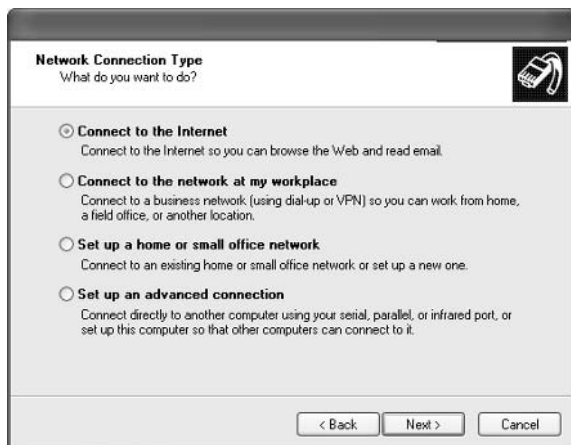 Network Connection Type
What do you want to do?
Connect to the Internet
Connect to the Internet so you can browse the Web and read email.
Connect to the network at my workplace
Connect to a business network (using dial-up or VPN) so you can work from home,
a field office, or another location.
Set up a home or small office network
Connect to an existing home or small office network or set up a new one.
Set up an advanced connection
Connect directly to another computer using your serial, parallel, or infrared port, or
set up this computer so that other computers can connect to it.
< Back Next > Cancel